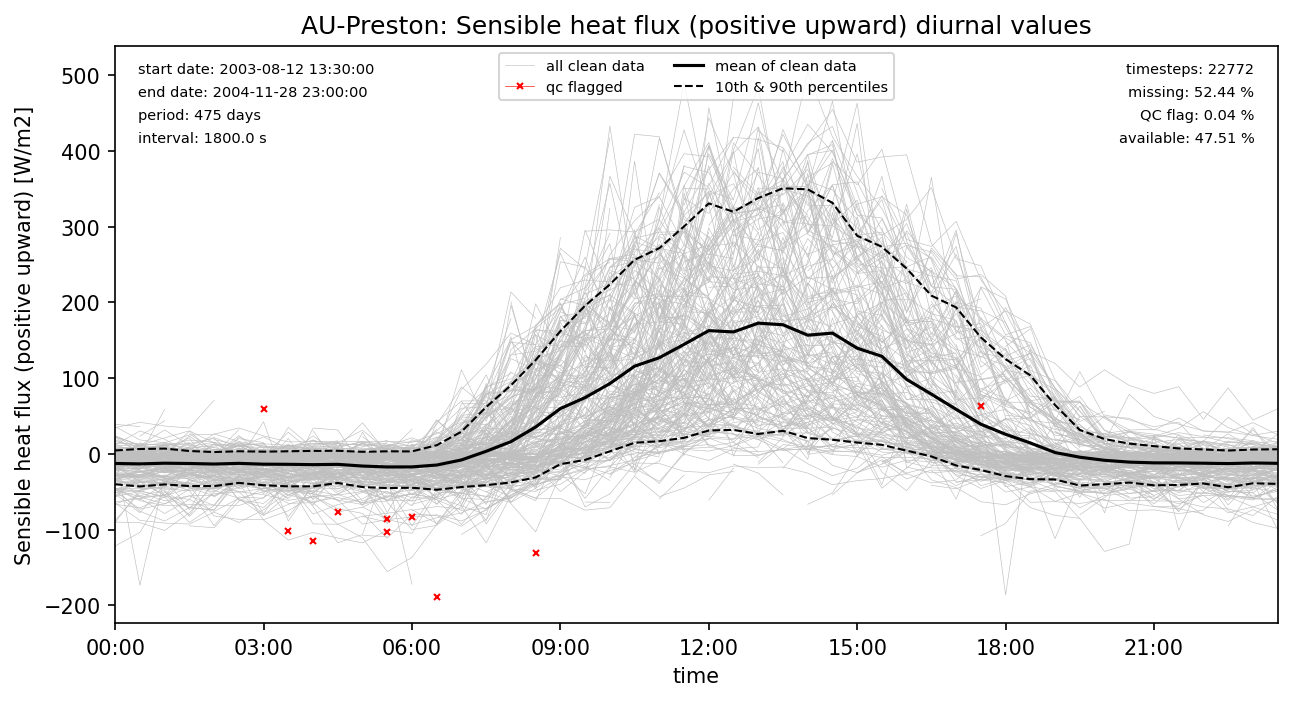 AU-Preston: Sensible heat flux (positive upward) diurnal values
start date: 2003-08-12 13:30:00
end date: 2004-11-28 23:00:00
period: 475 days
interval: 1800.0 s
all clean data
qc flagged
mean of clean data
10th & 90th percentiles
timesteps: 22772
missing: 52.44 %
QC flag: 0.04 %
available: 47.51 %
Sensible heat flux (positive upward) [W/m2]
500
400
300
200
100
0
−100
−200
00:00 03:00 06:00 09:00 12:00 15:00 18:00 21:00
time